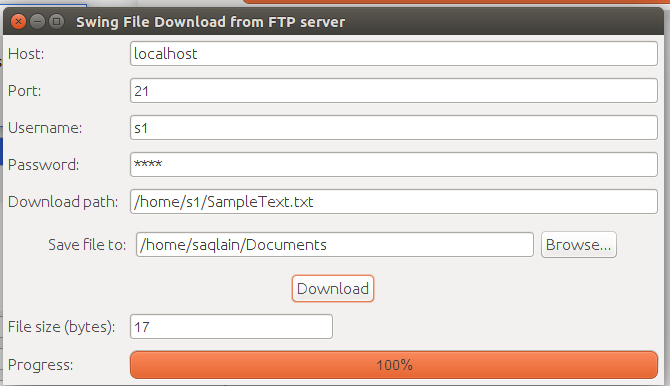 Swing File Download from FTP server
Host: localhost
Port: 21
Username: s1
Password: ****
Download path: /home/s1/SampleText.txt
Save file to: /home/saqlain/Documents Browse...
Download
File size (bytes): 17
Progress: 100%